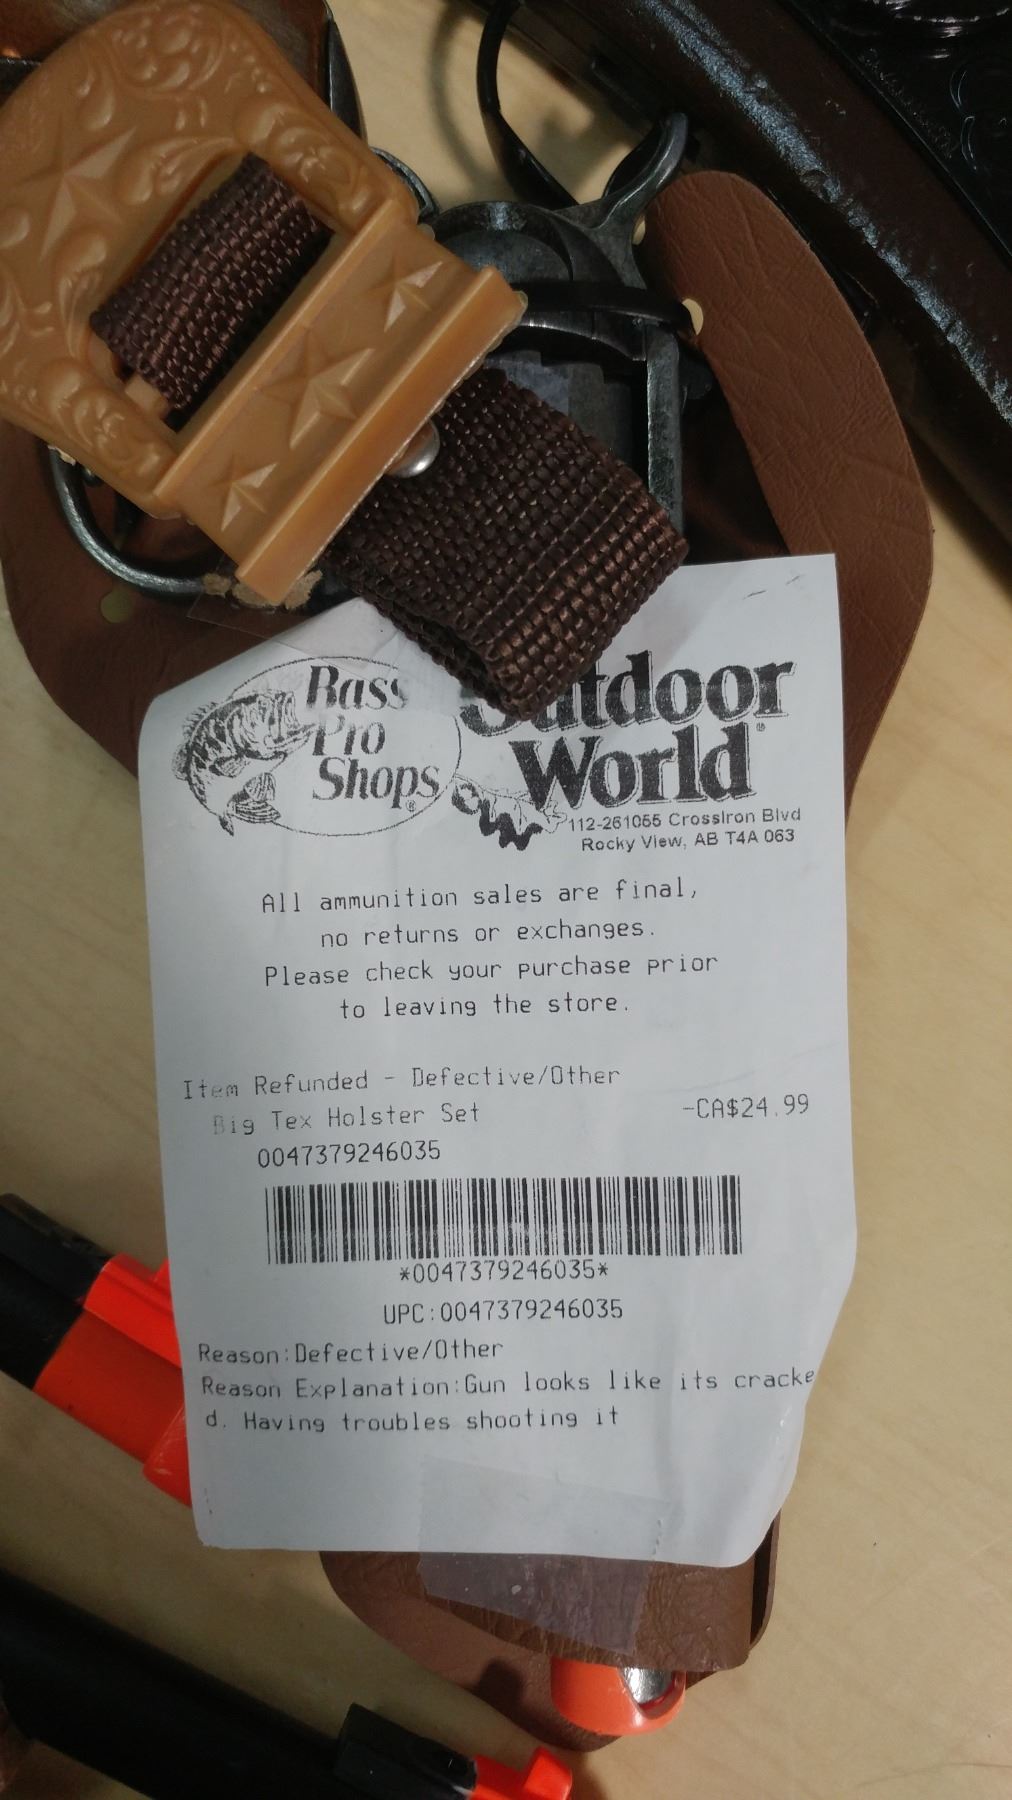 Bass
Pro
Shops®
Outdoor
World®
112-261055 CrossIron Blvd
Rocky View, AB T4A 063
All ammunition sales are final,
no returns or exchanges.
Please check your purchase prior
to leaving the store.
Item Refunded - Defective/Other
Big Tex Holster Set -CA$24.99
0047379246035
*0047379246035*
UPC:0047379246035
Reason:Defective/Other
Reason Explanation:Gun looks like its cracke
d. Having troubles shooting it